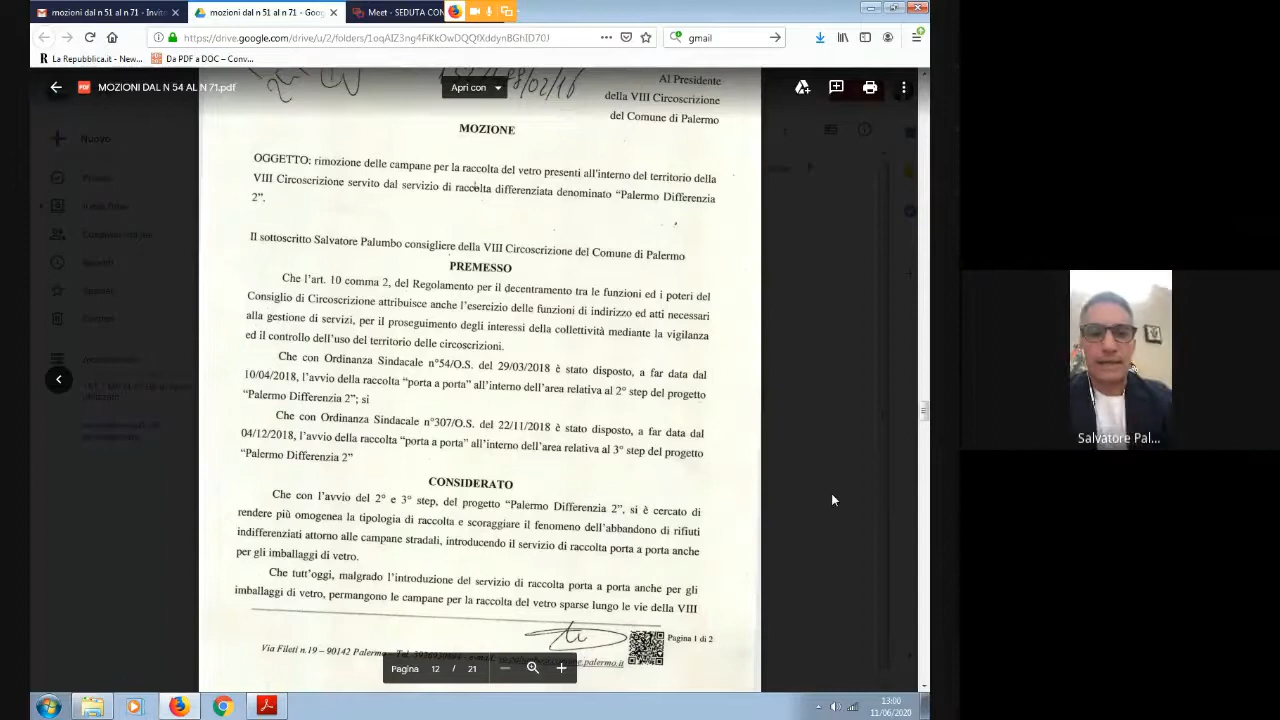 mozioni dal n 51 al n 71 - Invito
mozioni dal n 51 al n 71 - Goog
Meet - SEDUTA CON
https://drive.google.com/drive/u/2/folders/
gmail
La Repubblica.it - New...
Da PDF a DOC – Conv...
MOZIONI DAL N 54 AL N 71.pdf
Apri con
Al Presidente
della VIII Circoscrizione
del Comune di Palermo
MOZIONE
OGGETTO: rimozione delle campane per la raccolta del vetro presenti all'interno del territorio della
VIII Circoscrizione servito dal servizio di raccolta differenziata denominato “Palermo Differenzia
2”.
Il sottoscritto Salvatore Palumbo consigliere della VIII Circoscrizione del Comune di Palermo
PREMESSO
Che l'art. 10 comma 2, del Regolamento per il decentramento tra le funzioni ed i poteri del
Consiglio di Circoscrizione attribuisce anche l'esercizio delle funzioni di indirizzo ed atti necessari
alla gestione di servizi, per il proseguimento degli interessi della collettività mediante la vigilanza
ed il controllo dell'uso del territorio delle circoscrizioni.
Che con Ordinanza Sindacale n°54/O.S. del 29/03/2018 è stato disposto, a far data dal
10/04/2018, l'avvio della raccolta “porta a porta” all'interno dell'area relativa al 2° step del progetto
“Palermo Differenzia 2”; si
Che con Ordinanza Sindacale n°307/O.S. del 22/11/2018 è stato disposto, a far data dal
04/12/2018, l'avvio della raccolta “porta a porta” all'interno dell'area relativa al 3° step del progetto
“Palermo Differenzia 2”
CONSIDERATO
Che con l'avvio del 2° e 3° step, del progetto “Palermo Differenzia 2”, si è cercato di
rendere più omogenea la tipologia di raccolta e scoraggiare il fenomeno dell'abbandono di rifiuti
indifferenziati attorno alle campane stradali, introducendo il servizio di raccolta porta a porta anche
per gli imballaggi di vetro.
Che tutt'oggi, malgrado l'introduzione del servizio di raccolta porta a porta anche per gli
imballaggi di vetro, permangono le campane per la raccolta del vetro sparse lungo le vie della VIII
Pagina 1 di 2
Via Fileti n.19 – 90142 Palermo
Pagina 12 / 21
Nuovo
Salvatore Pal...
13:00
11/06/2020